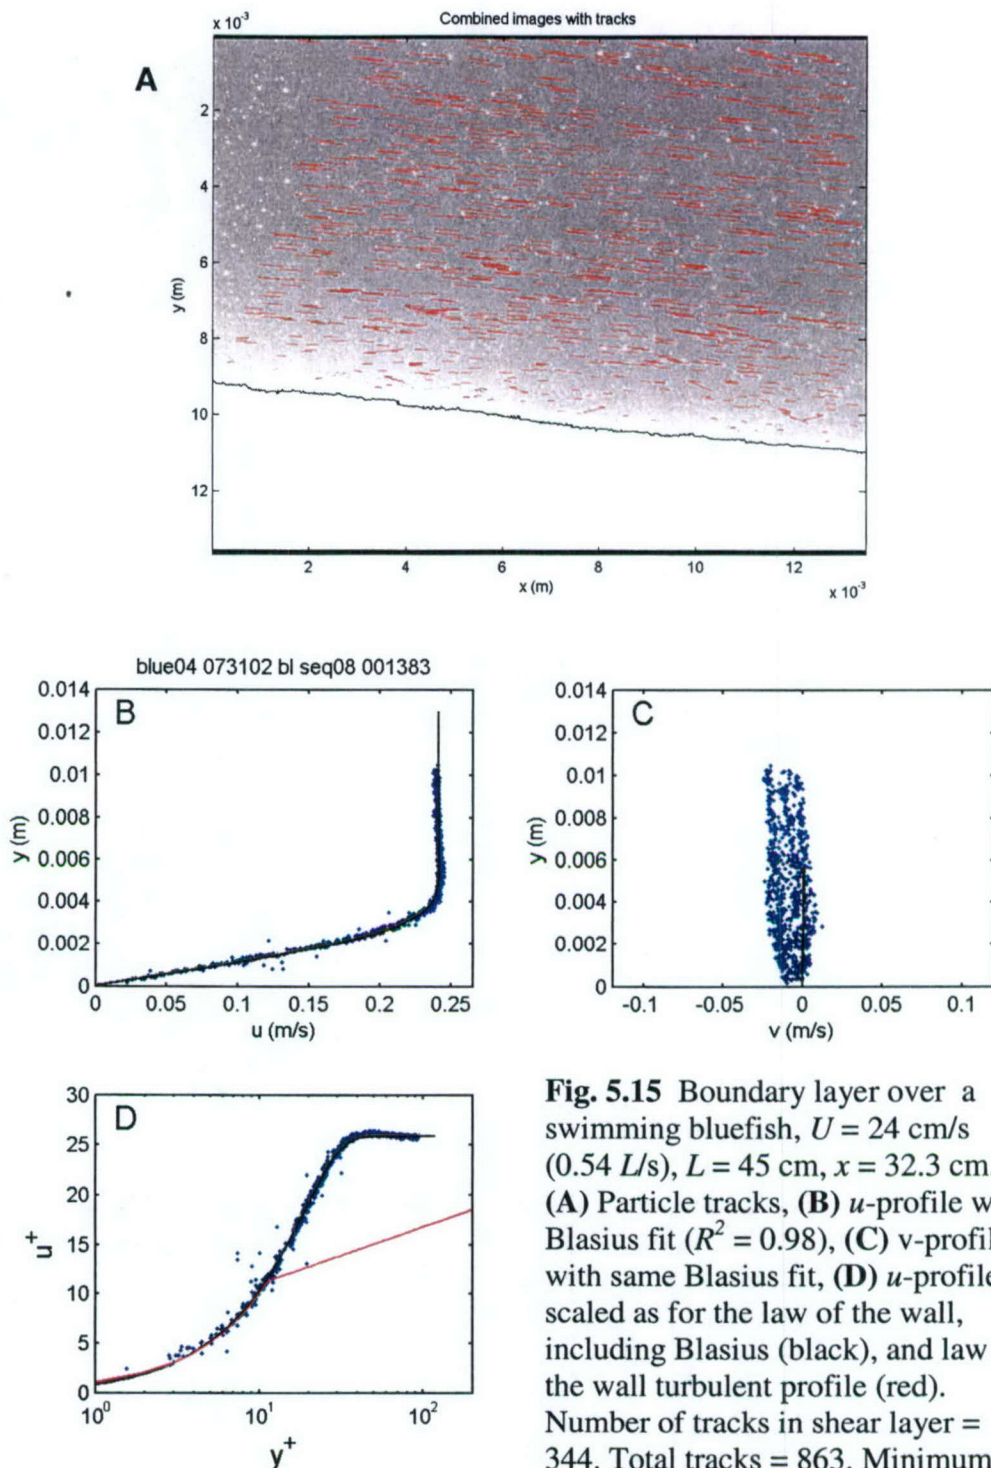 Combined images with tracks
x 10⁻³
A
2
4
6
8
10
12
y (m)
2 4 6 8 10 12
x (m)
x 10⁻³
blue04 073102 bl seq08 001383
B
0.014
0.012
0.01
0.008
0.006
0.004
0.002
0
y (m)
0 0.05 0.1 0.15 0.2 0.25
u (m/s)
C
0.014
0.012
0.01
0.008
0.006
0.004
0.002
0
y (m)
-0.1 -0.05 0 0.05 0.1
v (m/s)
D
30
25
20
15
10
5
0
u⁺
10⁰ 10¹ 10²
y⁺
Fig. 5.15 Boundary layer over a
swimming bluefish, U = 24 cm/s
(0.54 L/s), L = 45 cm, x = 32.3 cm
(A) Particle tracks, (B) u-profile w
Blasius fit (R² = 0.98), (C) v-profil
with same Blasius fit, (D) u-profile
scaled as for the law of the wall,
including Blasius (black), and law
the wall turbulent profile (red).
Number of tracks in shear layer =
344. Total tracks = 863. Minimum